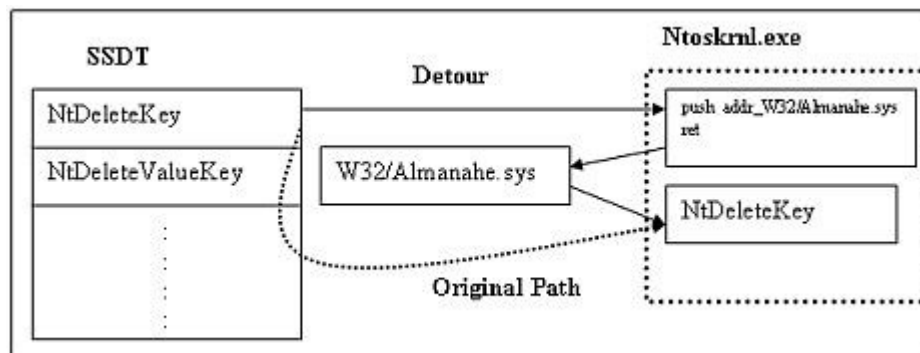 SSDT
NtDeleteKey
NtDeleteValueKey
Detour
W32/Almanahe.sys
Original Path
Ntoskrnl.exe
push addr_W32/Almanahe.sys
ret
NtDeleteKey